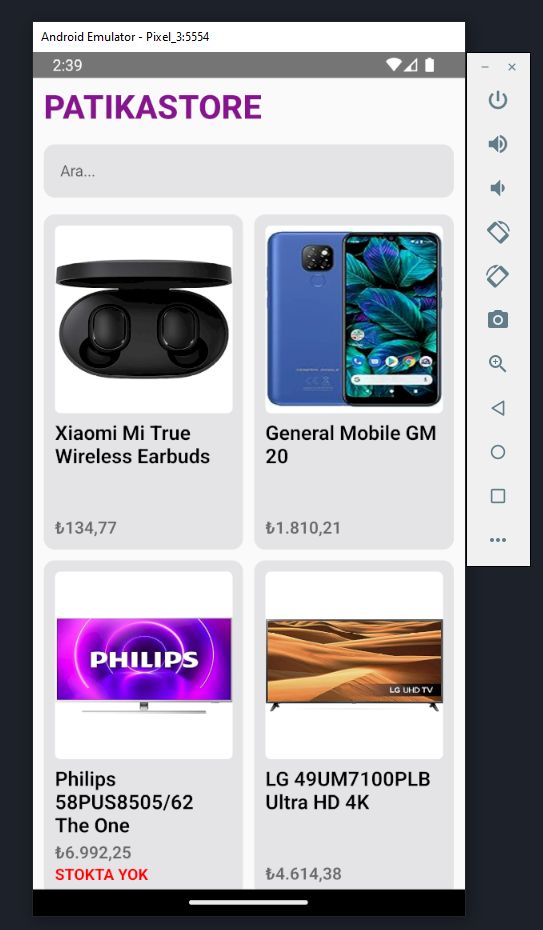 Android Emulator - Pixel_3:5554
2:39
PATIKASTORE
Ara...
Xiaomi Mi True
Wireless Earbuds
₺134,77
General Mobile GM
20
₺1.810,21
PHILIPS
Philips
58PUS8505/62
The One
₺6.992,25
STOKTA YOK
LG UHD TV
LG 49UM7100PLB
Ultra HD 4K
₺4.614,38